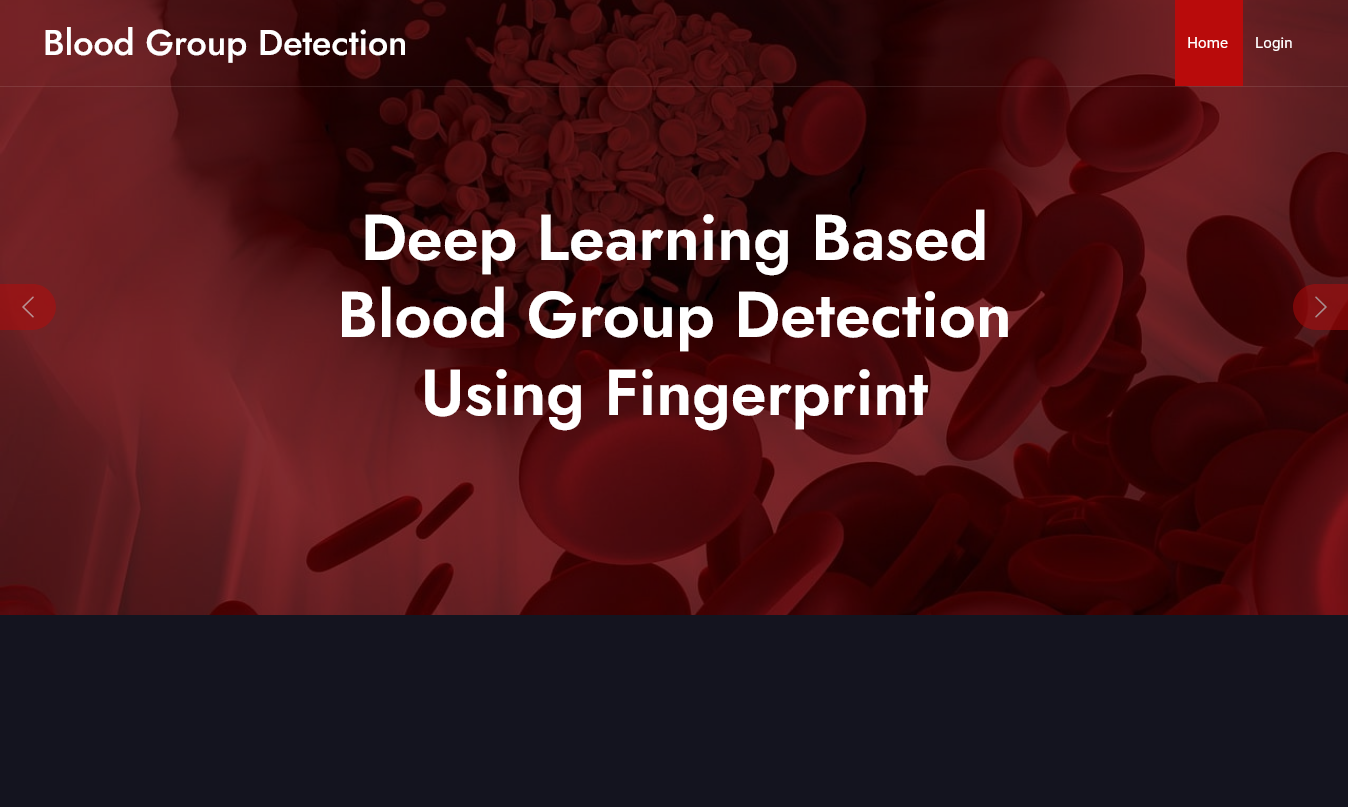 Blood Group Detection
Home
Login
Deep Learning Based
Blood Group Detection
Using Fingerprint